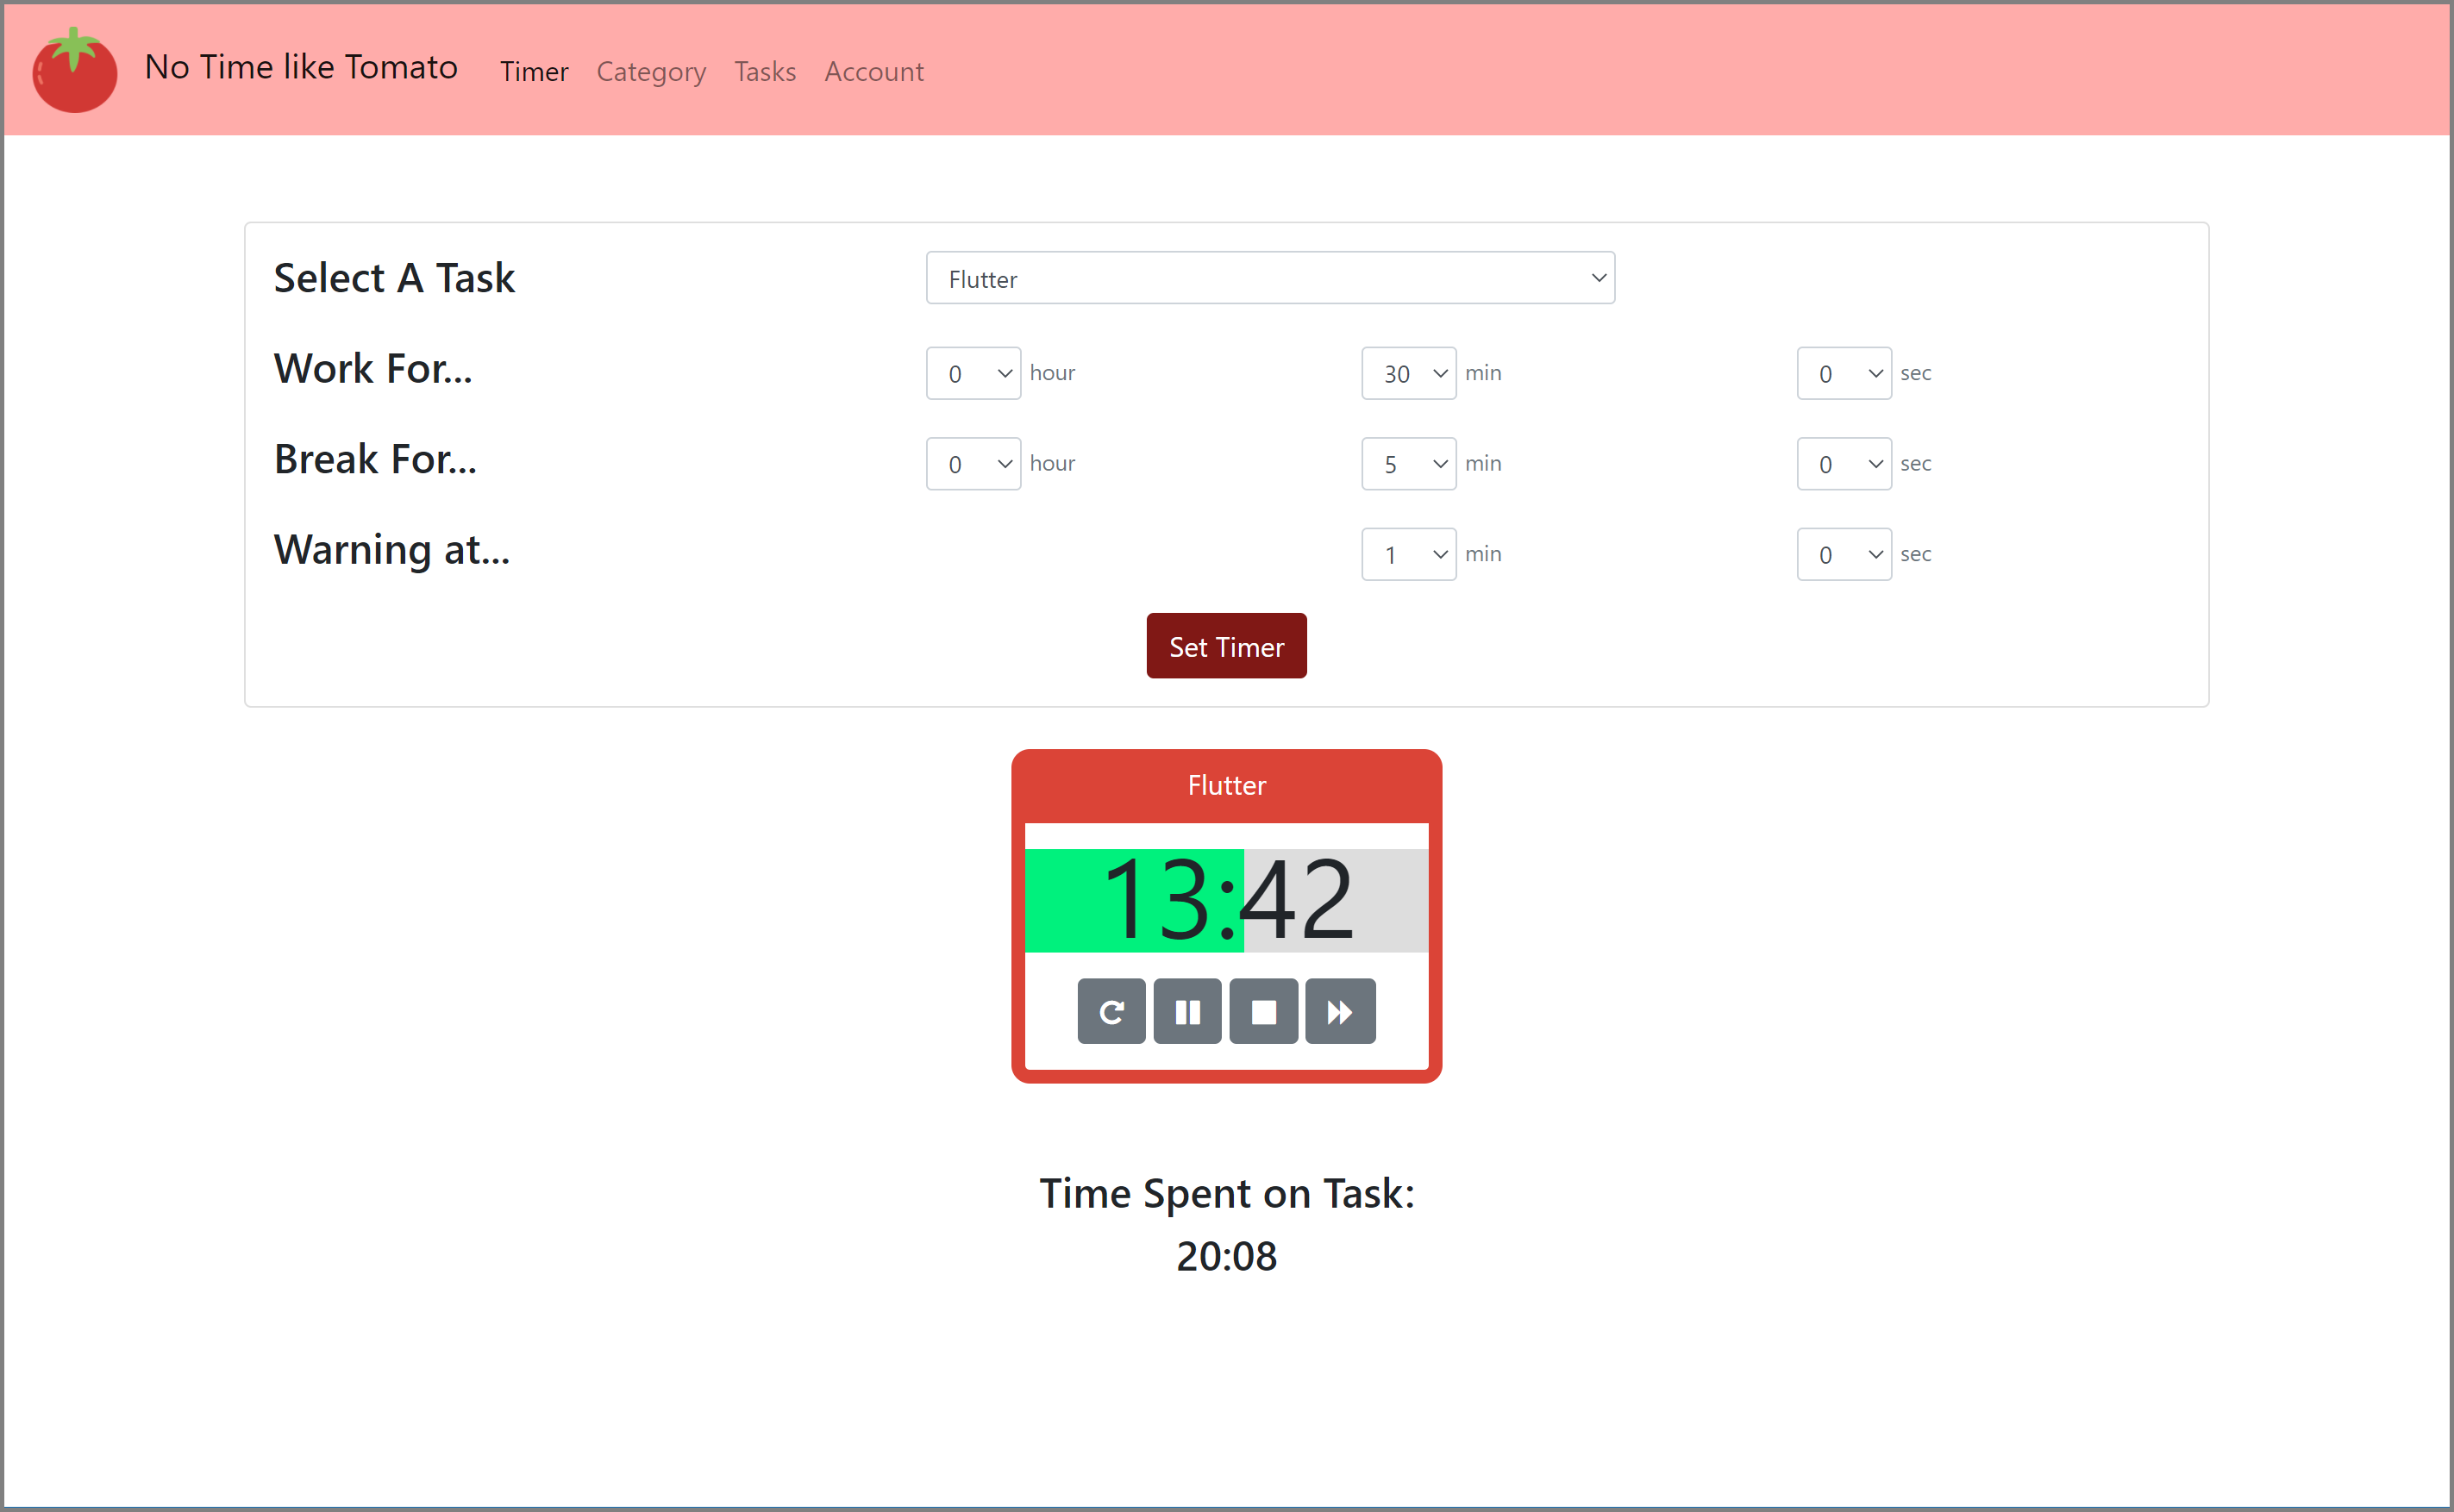 No Time like Tomato Timer Category Tasks Account
Select A Task Flutter
Work For... 0 hour 30 min 0 sec
Break For... 0 hour 5 min 0 sec
Warning at... 1 min 0 sec
Set Timer
Flutter
13:42
Time Spent on Task:
20:08